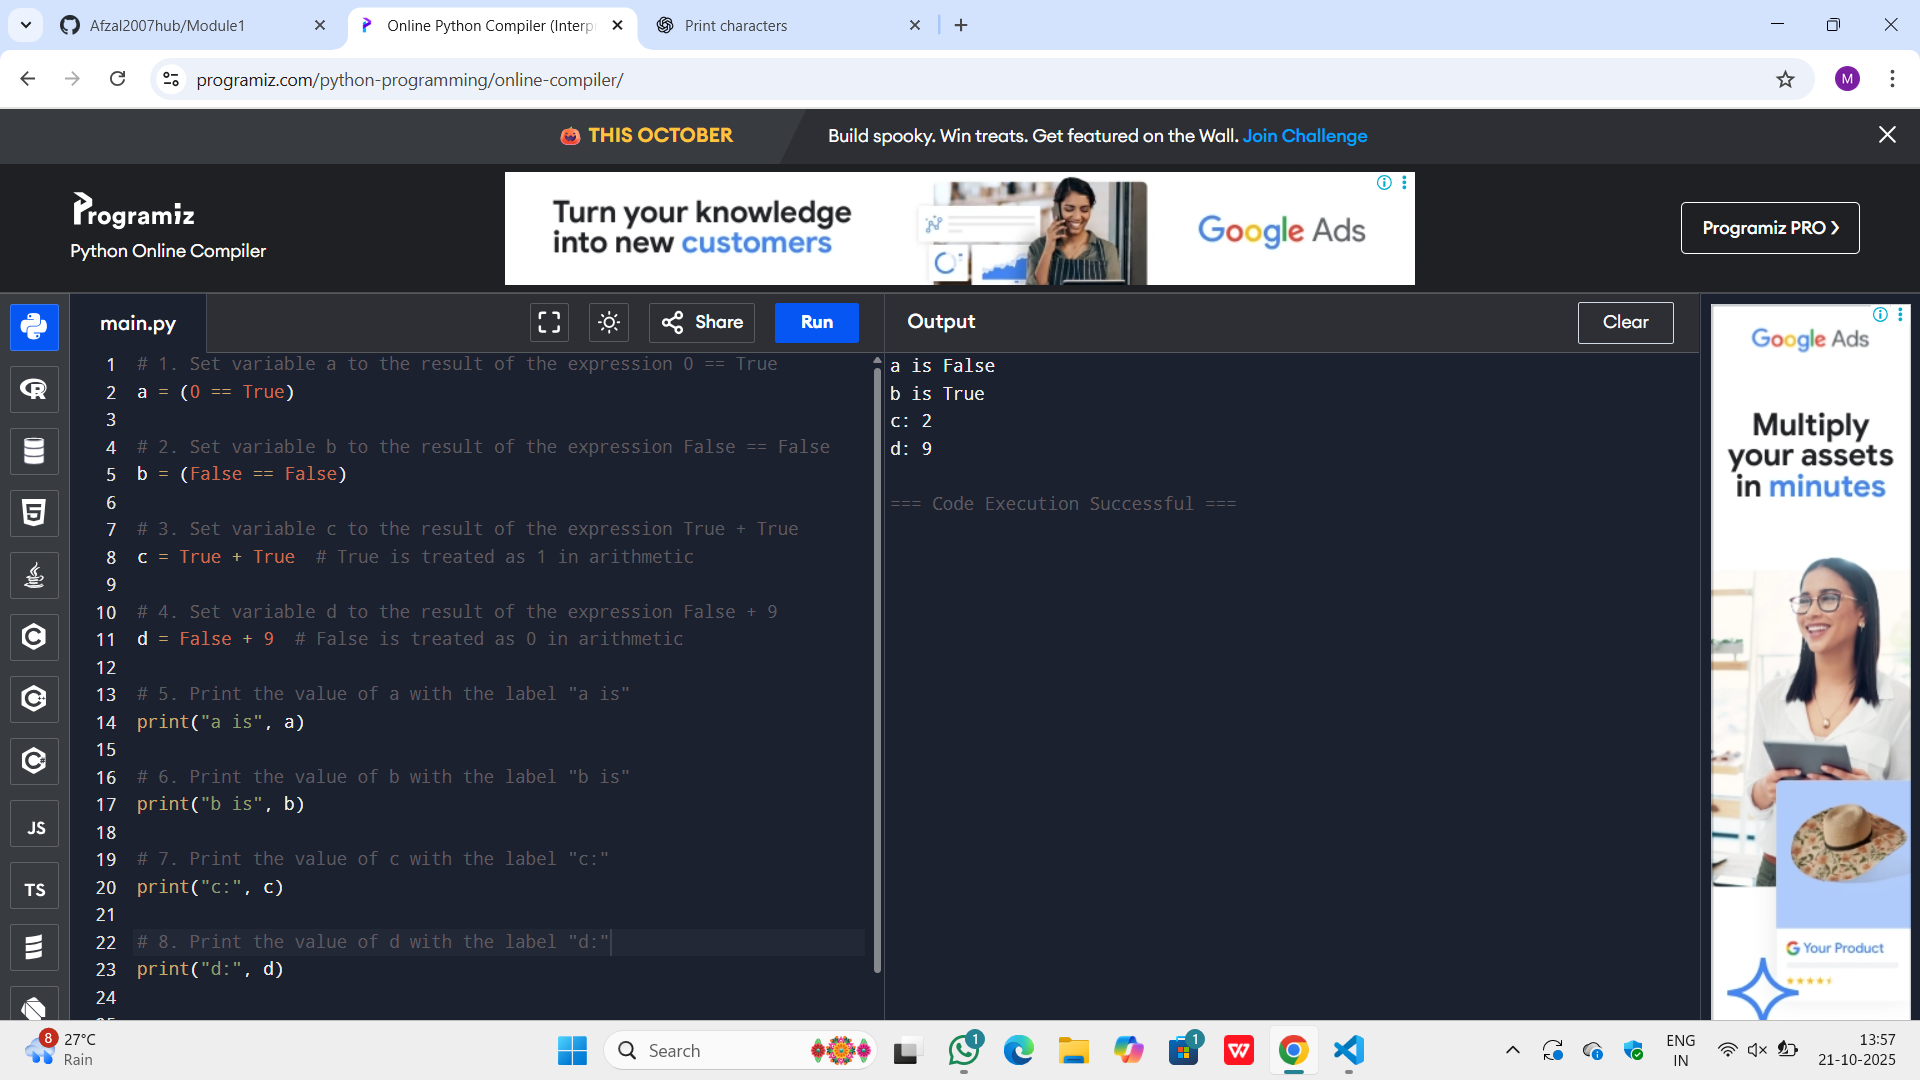 Afzal2007hub/Module1
Online Python Compiler (Interp
Print characters
programiz.com/python-programming/online-compiler/
M
THIS OCTOBER
Build spooky. Win treats. Get featured on the Wall. Join Challenge
Programiz
Python Online Compiler
Turn your knowledge
into new customers
Google Ads
Programiz PRO
main.py
Share
Run
Output
Clear
1 # 1. Set variable a to the result of the expression 0 == True
2 a = (0 == True)
3
4 # 2. Set variable b to the result of the expression False == False
5 b = (False == False)
6
7 # 3. Set variable c to the result of the expression True + True
8 c = True + True  # True is treated as 1 in arithmetic
9
10 # 4. Set variable d to the result of the expression False + 9
11 d = False + 9  # False is treated as 0 in arithmetic
12
13 # 5. Print the value of a with the label "a is"
14 print("a is", a)
15
16 # 6. Print the value of b with the label "b is"
17 print("b is", b)
18
19 # 7. Print the value of c with the label "c:"
20 print("c:", c)
21
22 # 8. Print the value of d with the label "d:"
23 print("d:", d)
24
a is False
b is True
c: 2
d: 9
=== Code Execution Successful ===
JS
TS
Google Ads
Multiply
your assets
in minutes
G Your Product
8
27°C
Rain
Search
1
1
W
ENG
IN
13:57
21-10-2025